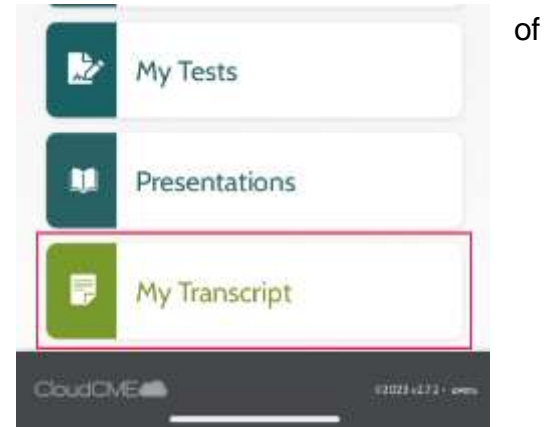 of
My Tests
Presentations
My Transcript
CloudCME